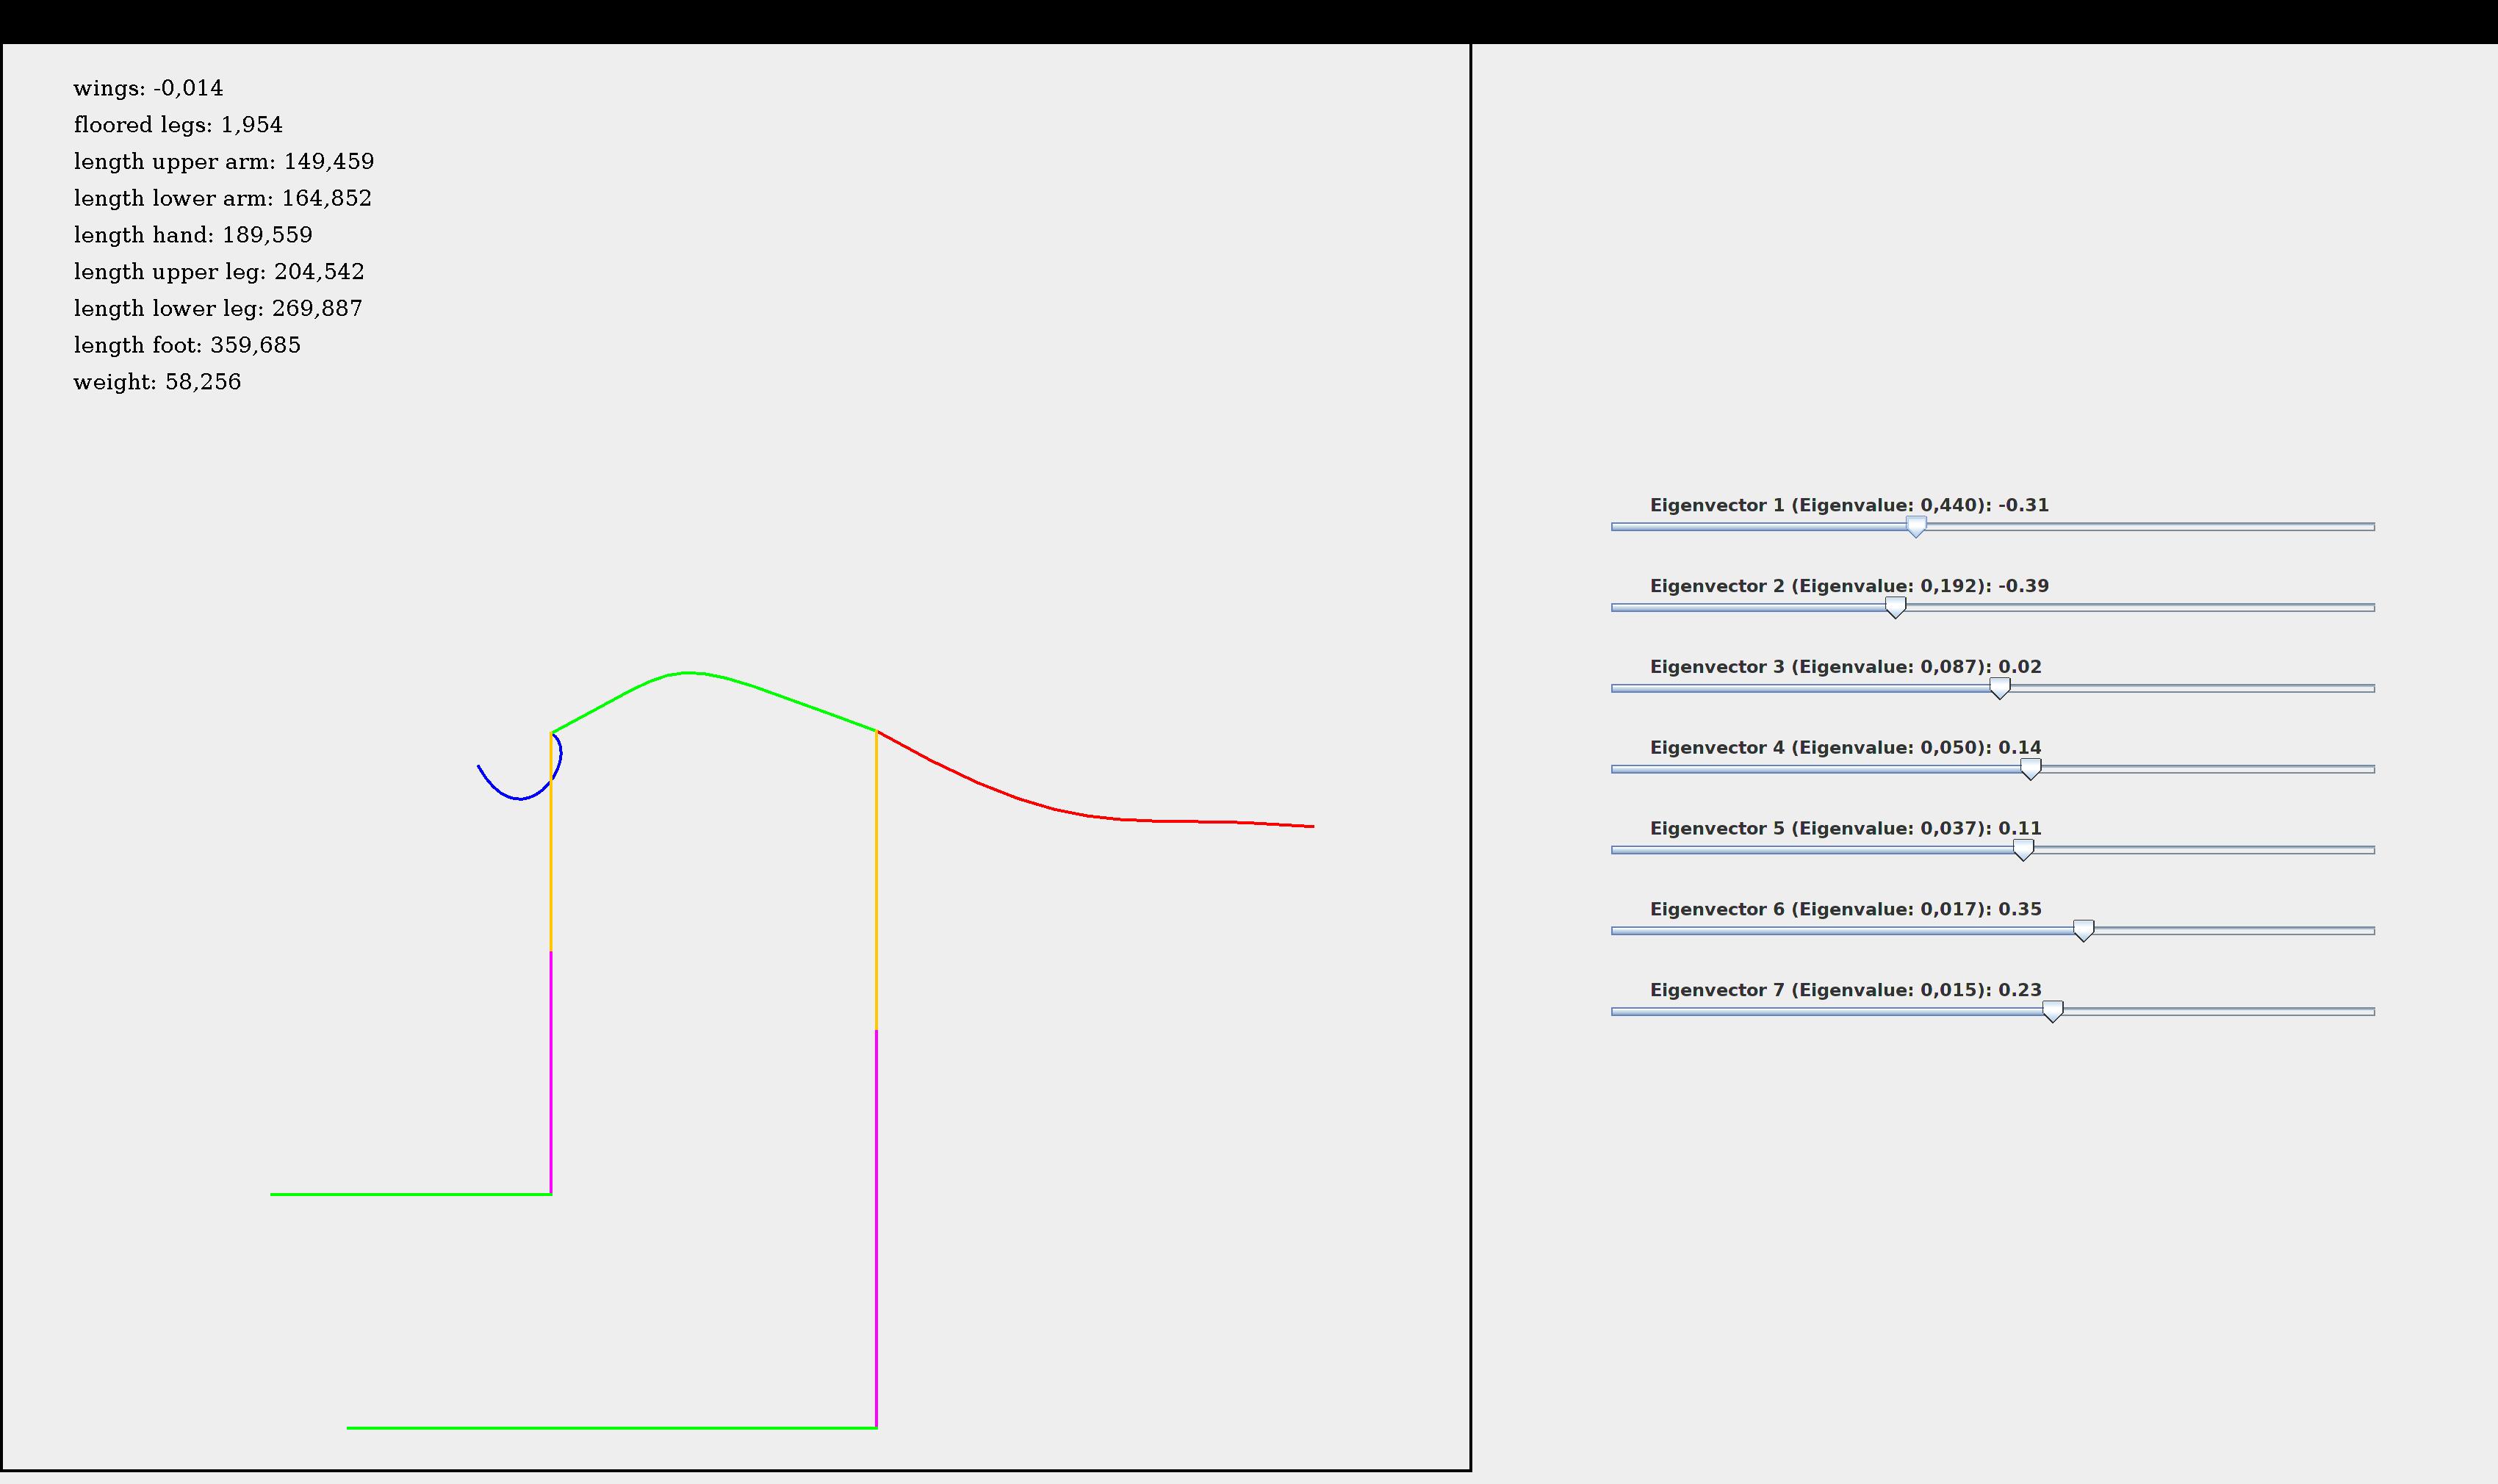 wings: -0,014
floored legs: 1,954
length upper arm: 149,459
length lower arm: 164,852
length hand: 189,559
length upper leg: 204,542
length lower leg: 269,887
length foot: 359,685
weight: 58,256
Eigenvector 1 (Eigenvalue: 0,440): -0.31
Eigenvector 2 (Eigenvalue: 0,192): -0.39
Eigenvector 3 (Eigenvalue: 0,087): 0.02
Eigenvector 4 (Eigenvalue: 0,050): 0.14
Eigenvector 5 (Eigenvalue: 0,037): 0.11
Eigenvector 6 (Eigenvalue: 0,017): 0.35
Eigenvector 7 (Eigenvalue: 0,015): 0.23